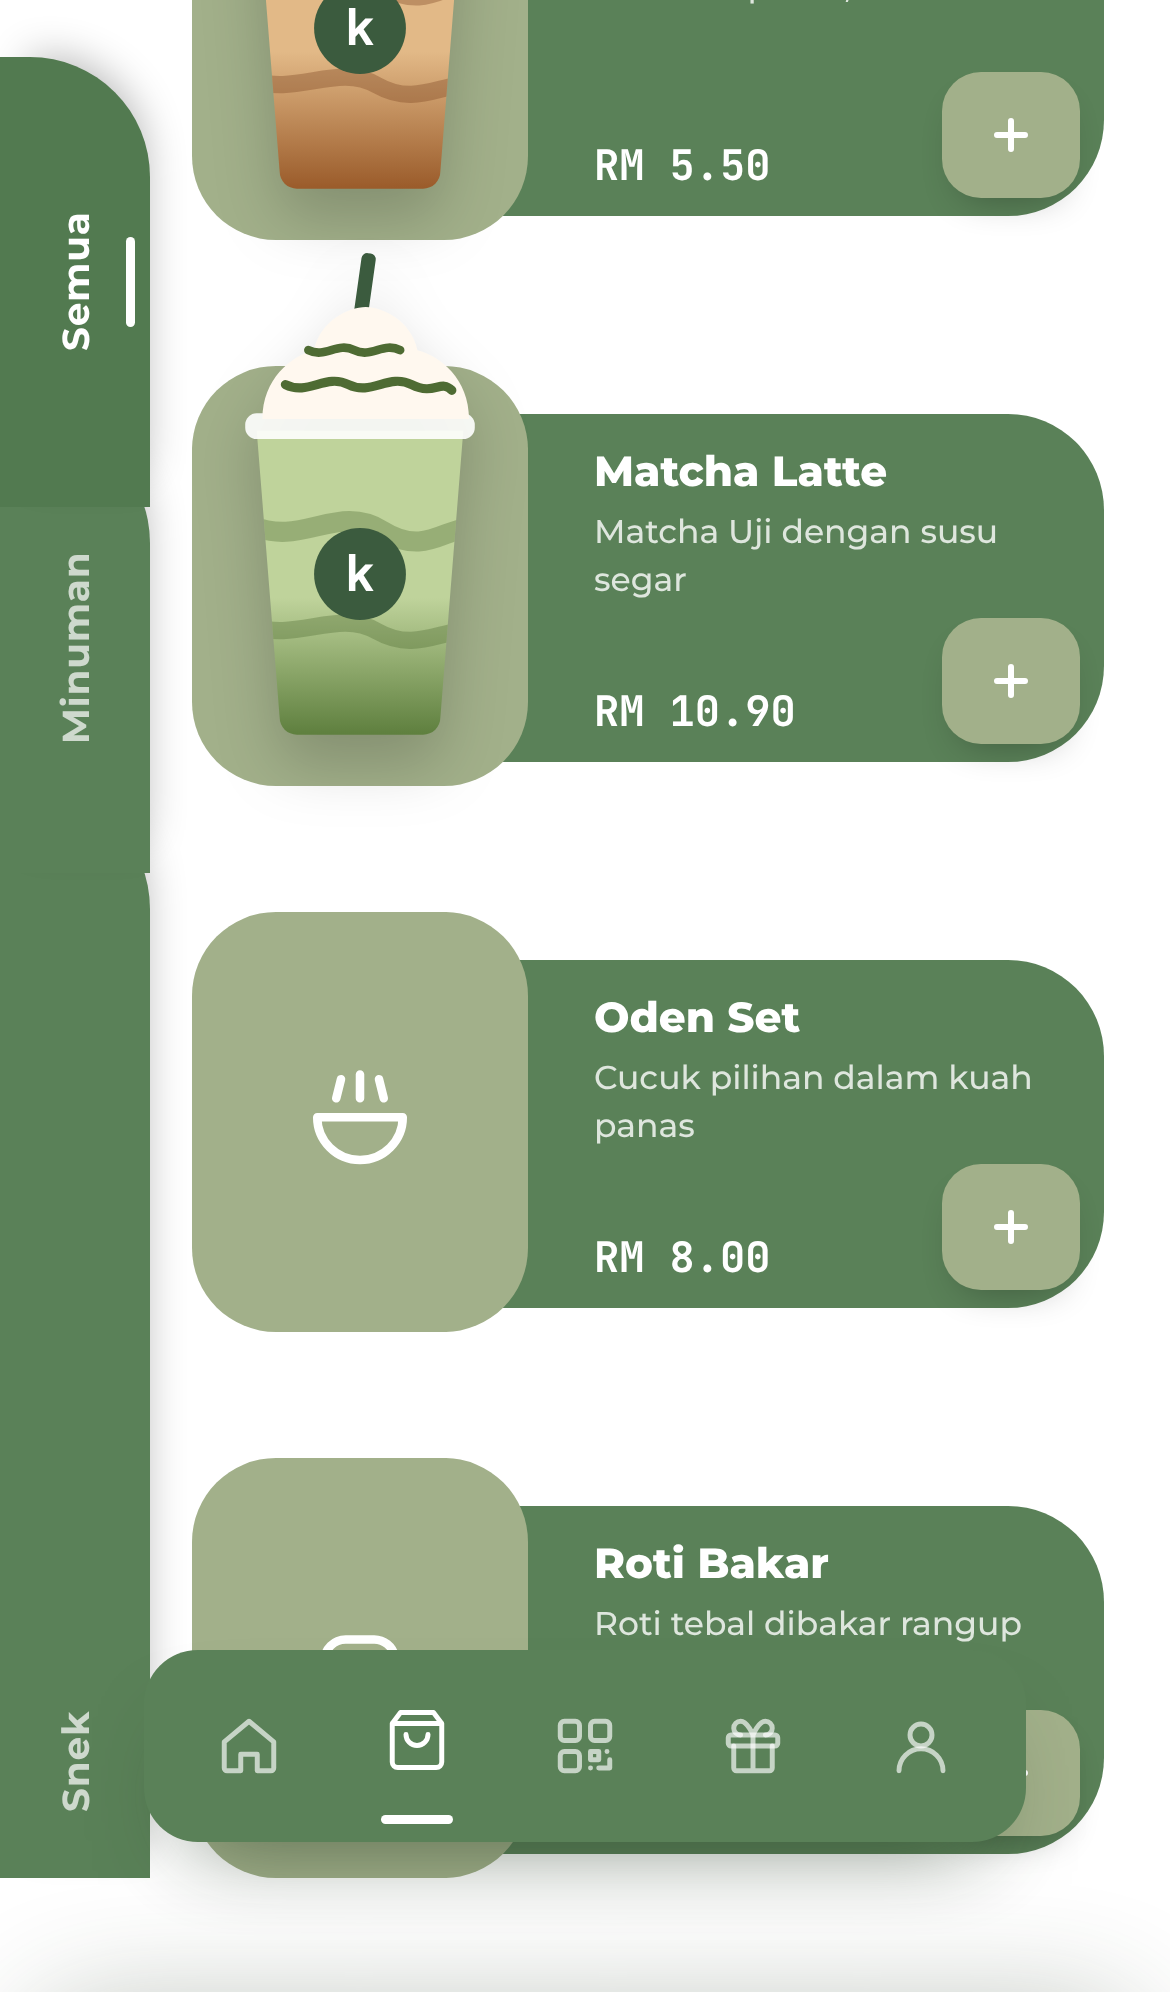 k
RM 5.50
Semua
Minuman
Snek
k
Matcha Latte
Matcha Uji dengan susu
segar
RM 10.90
Oden Set
Cucuk pilihan dalam kuah
panas
RM 8.00
Roti Bakar
Roti tebal dibakar rangup